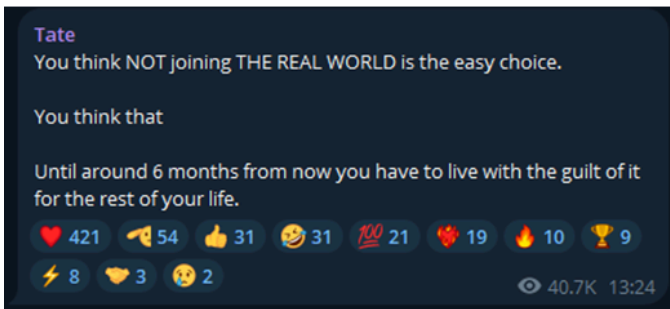 Tate
You think NOT joining THE REAL WORLD is the easy choice.
You think that
Until around 6 months from now you have to live with the guilt of it
for the rest of your life.
421 54 31 31 21 19 10 9
8 3 2
40.7K 13:24